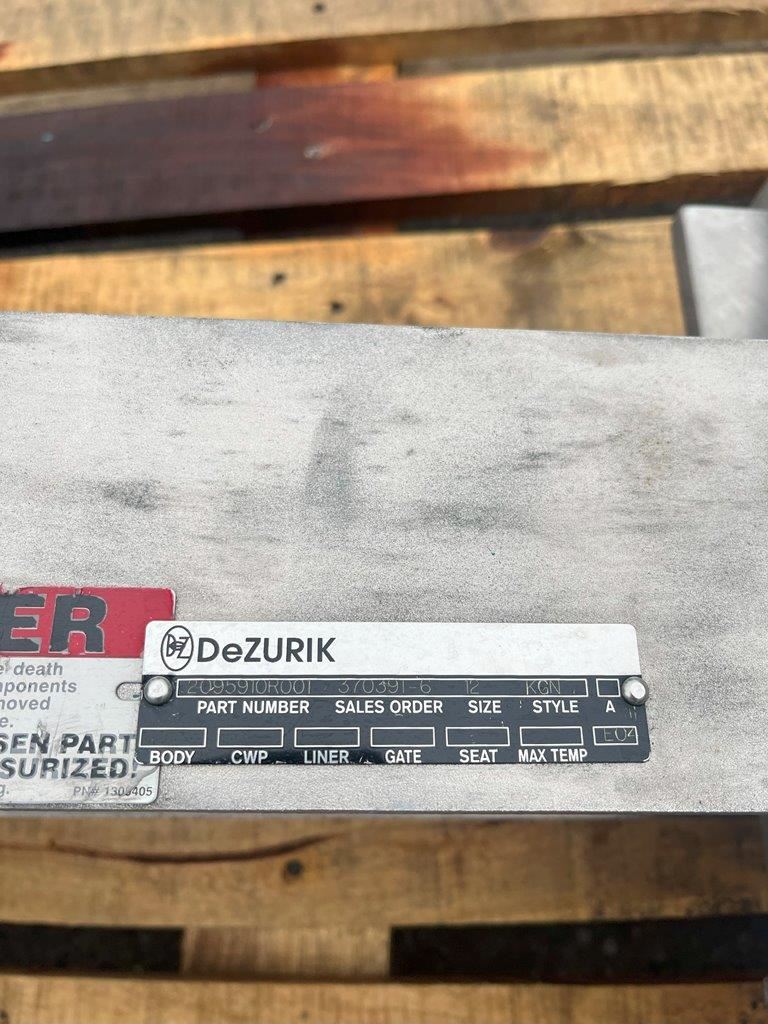 ER
death
mponents
moved
e.
SEN PART
SURIZED!
g.
PN# 1305405
DeZURIK
2095910R001 370391-6 12 KGN
PART NUMBER SALES ORDER SIZE STYLE A
E04
BODY CWP LINER GATE SEAT MAX TEMP